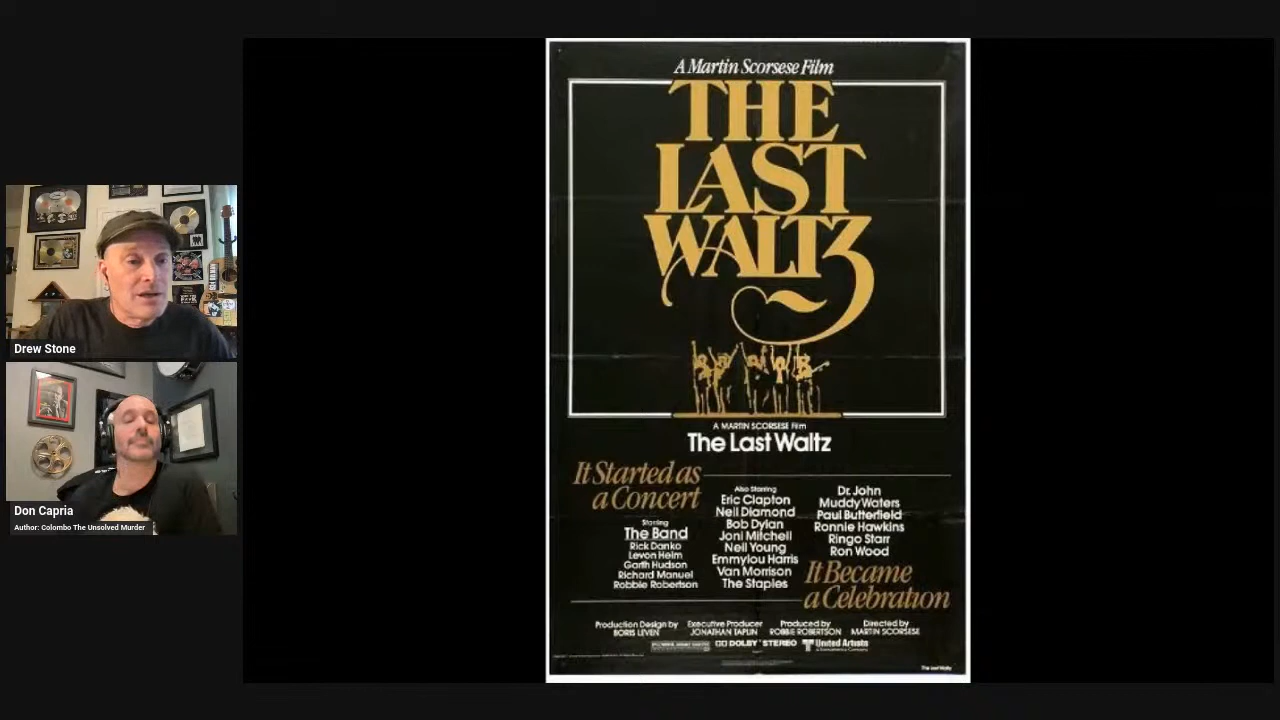 A Martin Scorsese Film
THE
LAST
WALTZ
A MARTIN SCORSESE Film
The Last Waltz
It Started as
a Concert
Starring
The Band
Rick Danko
Levon Helm
Garth Hudson
Richard Manuel
Robbie Robertson
Also Starring
Eric Clapton
Neil Diamond
Bob Dylan
Joni Mitchell
Neil Young
Emmylou Harris
Van Morrison
The Staples
Dr. John
Muddy Waters
Paul Butterfield
Ronnie Hawkins
Ringo Starr
Ron Wood
It Became
a Celebration
Production Design by
BORIS LEVEN
Executive Producer
JONATHAN TAPLIN
Produced by
ROBBIE ROBERTSON
Directed by
MARTIN SCORSESE
DOLBY STEREO
United Artists
The Last Waltz
Drew Stone
Don Capria
Author: Colombo The Unsolved Murder